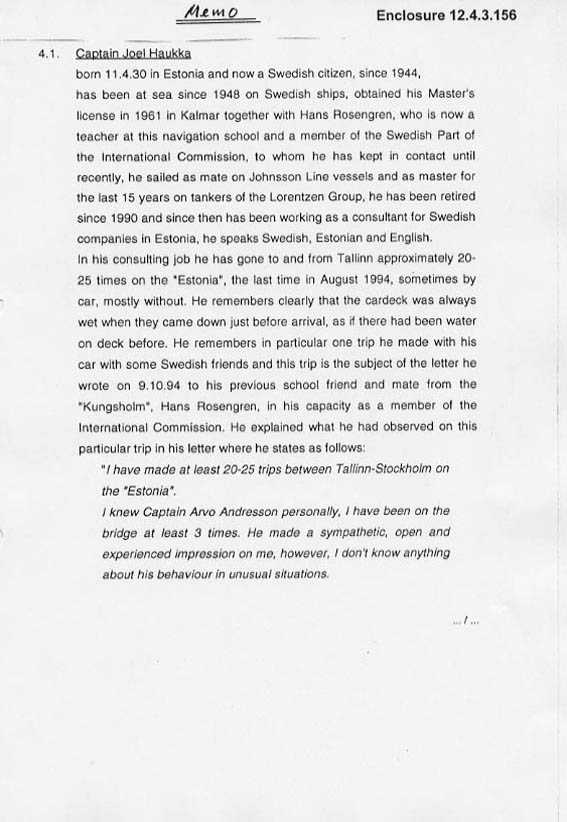 Memo
Enclosure 12.4.3.156
4.1. Captain Joel Haukka
born 11.4.30 in Estonia and now a Swedish citizen, since 1944,
has been at sea since 1948 on Swedish ships, obtained his Master's
license in 1961 in Kalmar together with Hans Rosengren, who is now a
teacher at this navigation school and a member of the Swedish Part of
the International Commission, to whom he has kept in contact until
recently, he sailed as mate on Johnsson Line vessels and as master for
the last 15 years on tankers of the Lorentzen Group, he has been retired
since 1990 and since then has been working as a consultant for Swedish
companies in Estonia, he speaks Swedish, Estonian and English.
In his consulting job he has gone to and from Tallinn approximately 20-
25 times on the "Estonia", the last time in August 1994, sometimes by
car, mostly without. He remembers clearly that the cardeck was always
wet when they came down just before arrival, as if there had been water
on deck before. He remembers in particular one trip he made with his
car with some Swedish friends and this trip is the subject of the letter he
wrote on 9.10.94 to his previous school friend and mate from the
"Kungsholm", Hans Rosengren, in his capacity as a member of the
International Commission. He explained what he had observed on this
particular trip in his letter where he states as follows:
"I have made at least 20-25 trips between Tallinn-Stockholm on
the "Estonia".
I knew Captain Arvo Andresson personally, I have been on the
bridge at least 3 times. He made a sympathetic, open and
experienced impression on me, however, I don't know anything
about his behaviour in unusual situations.
... / ...